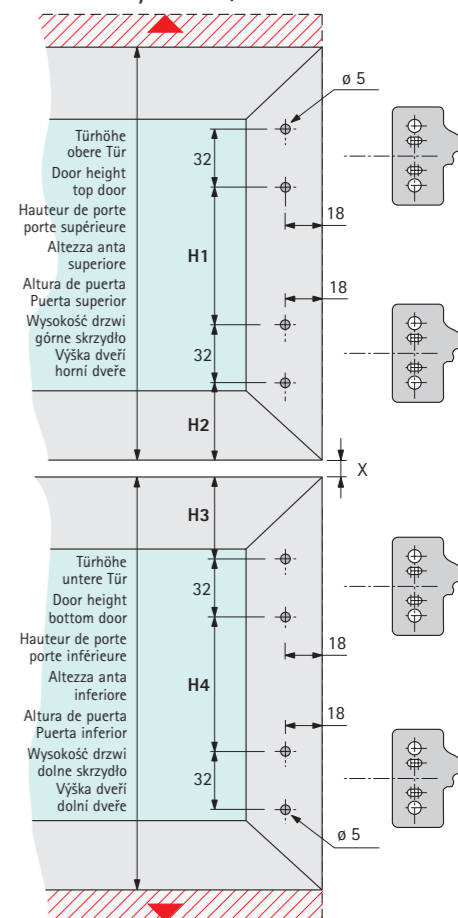 ø 5
Türhöhe
obere Tür
Door height
top door
Hauteur de porte
porte supérieure
Altezza anta
superiore
Altura de puerta
Puerta superior
Wysokość drzwi
górne skrzydło
Výška dveří
horní dveře
32
H1
18
18
32
H2
X
H3
Türhöhe
untere Tür
Door height
bottom door
Hauteur de porte
porte inférieure
Altezza anta
inferiore
Altura de puerta
Puerta inferior
Wysokość drzwi
dolne skrzydło
Výška dveří
dolní dveře
32
18
H4
18
32
ø 5